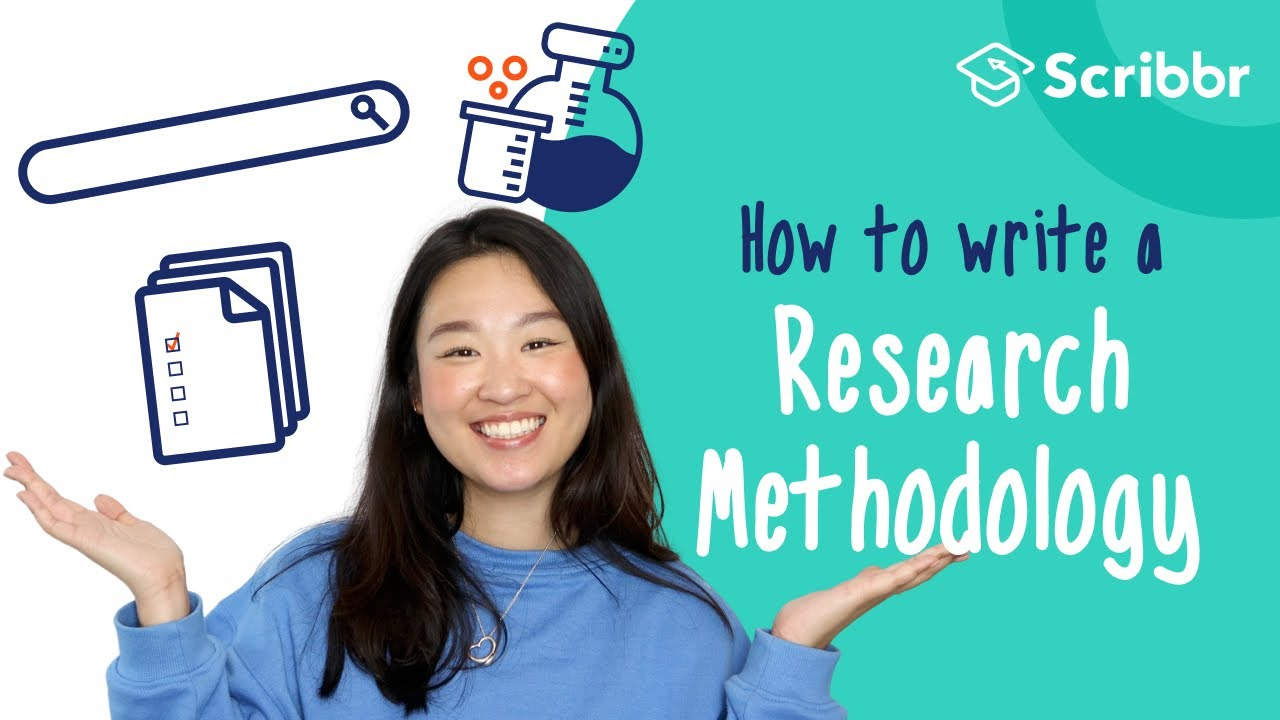 Scribbr
How to write a
Research
Methodology